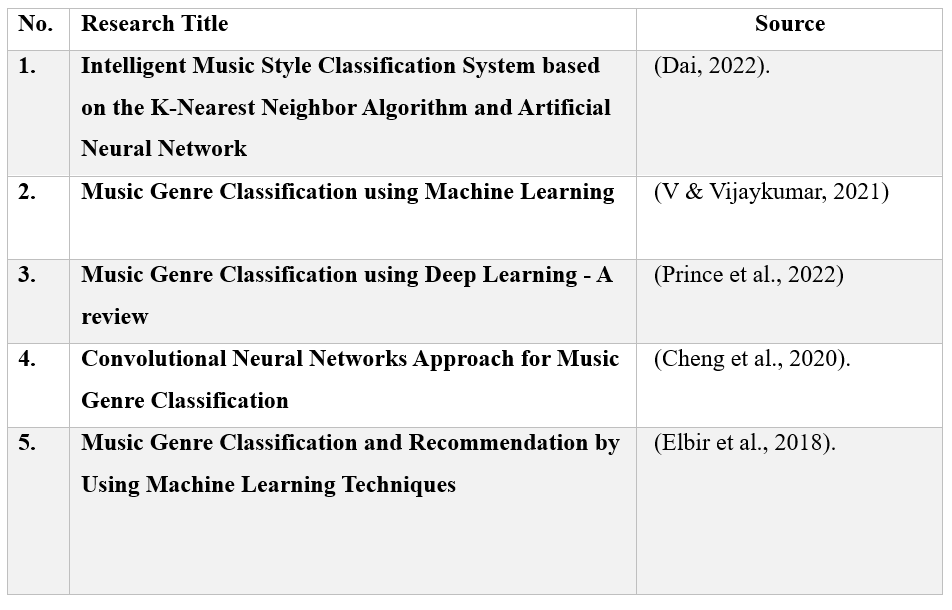 No. Research Title Source
1. Intelligent Music Style Classification System based (Dai, 2022).
on the K-Nearest Neighbor Algorithm and Artificial
Neural Network
2. Music Genre Classification using Machine Learning (V & Vijaykumar, 2021)
3. Music Genre Classification using Deep Learning - A (Prince et al., 2022)
review
4. Convolutional Neural Networks Approach for Music (Cheng et al., 2020).
Genre Classification
5. Music Genre Classification and Recommendation by (Elbir et al., 2018).
Using Machine Learning Techniques